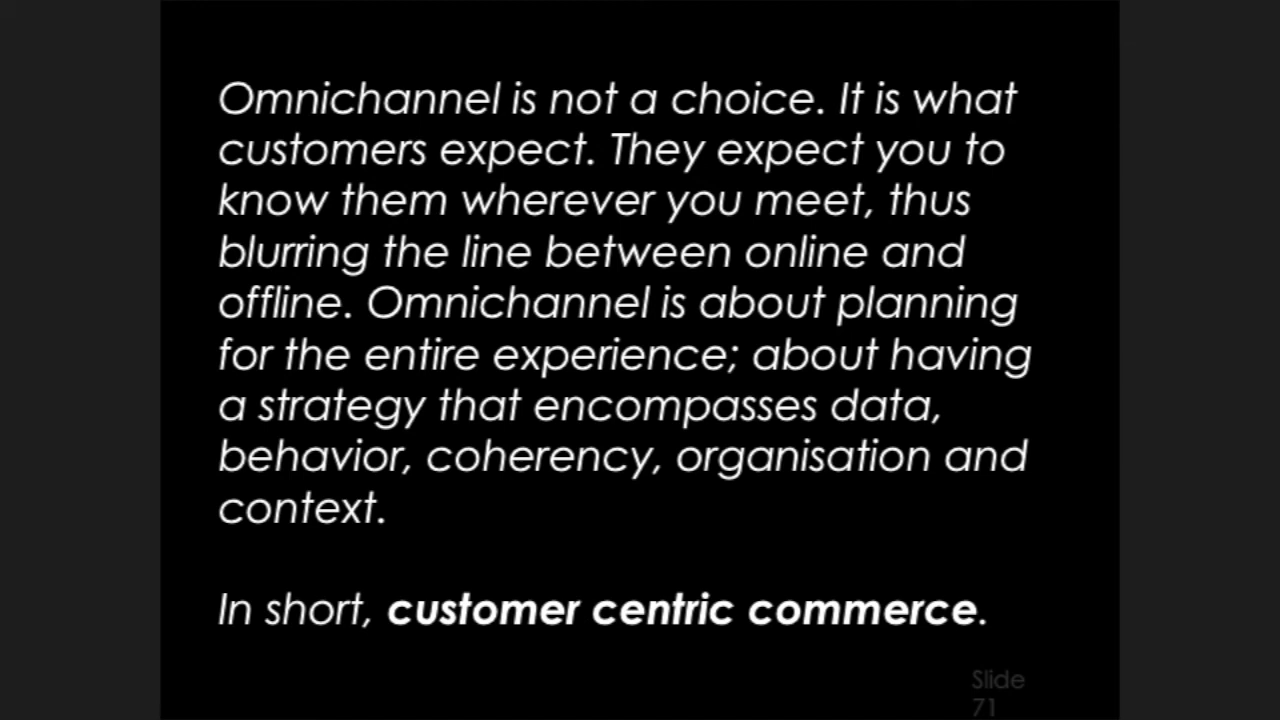 Omnichannel is not a choice. It is what
customers expect. They expect you to
know them wherever you meet, thus
blurring the line between online and
offline. Omnichannel is about planning
for the entire experience; about having
a strategy that encompasses data,
behavior, coherency, organisation and
context.
In short, customer centric commerce.
Slide
71